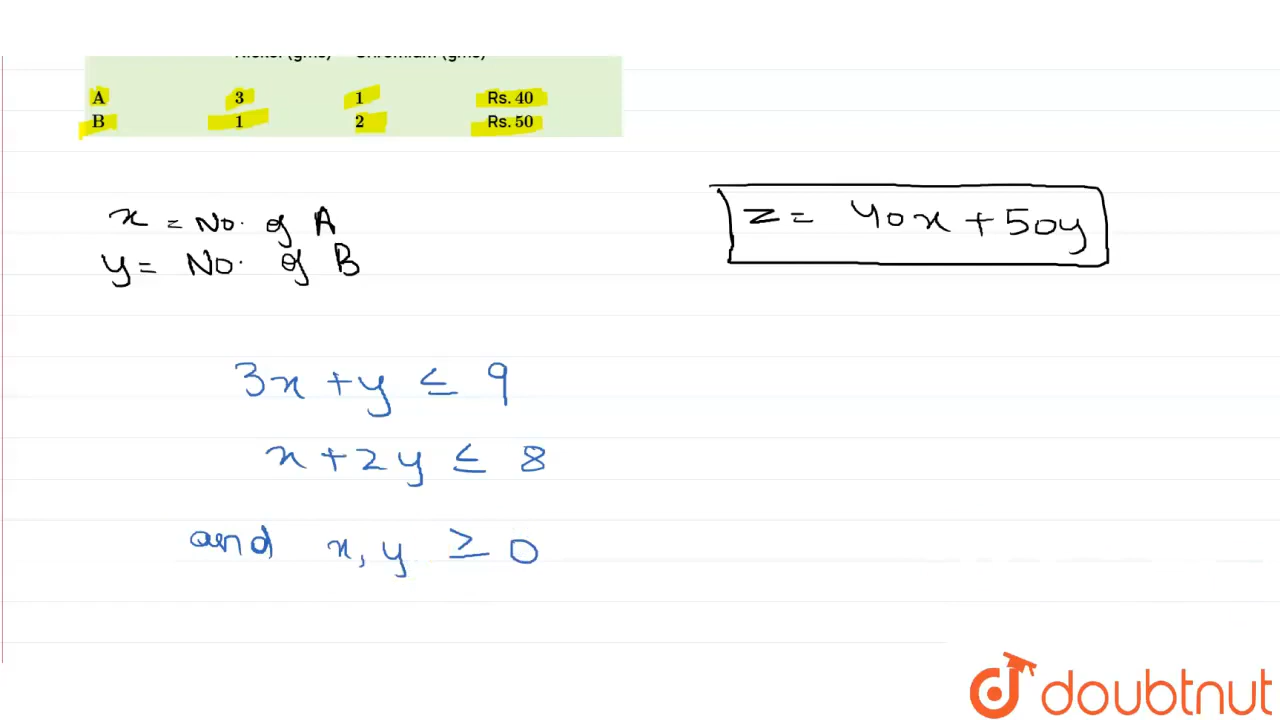 A 3 1 Rs. 40
B 1 2 Rs. 50
x = No. of A
y = No. of B
z = 40x + 50y
3x + y ≤ 9
x + 2y ≤ 8
and x, y ≥ 0
doubtnut